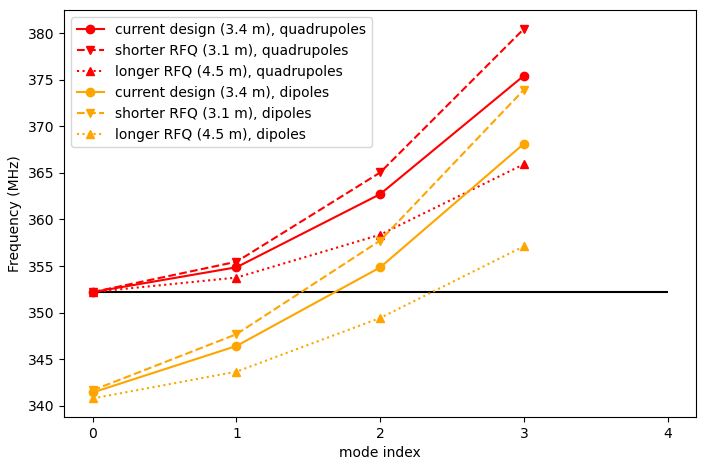 current design (3.4 m), quadrupoles
shorter RFQ (3.1 m), quadrupoles
longer RFQ (4.5 m), quadrupoles
current design (3.4 m), dipoles
shorter RFQ (3.1 m), dipoles
longer RFQ (4.5 m), dipoles
Frequency (MHz)
380
375
370
365
360
355
350
345
340
0 1 2 3 4
mode index